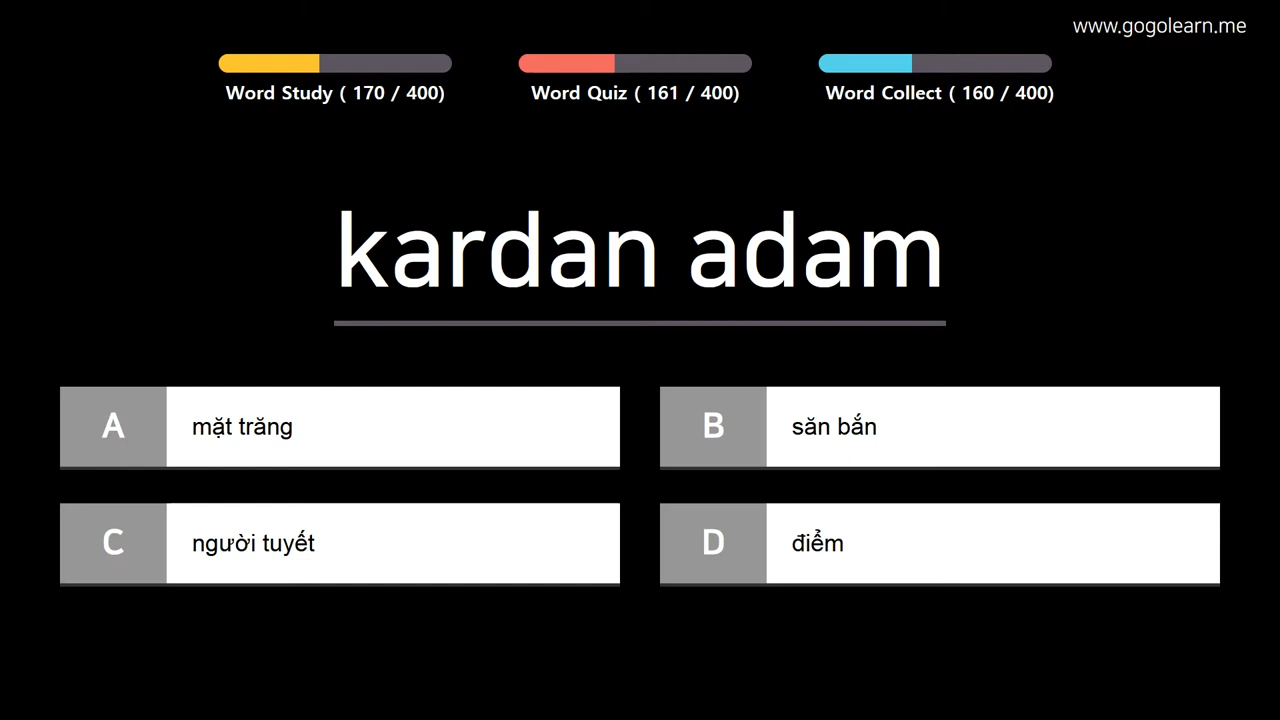 www.gogolearn.me
Word Study ( 170 / 400)
Word Quiz ( 161 / 400)
Word Collect ( 160 / 400)
kardan adam
A
mặt trăng
B
săn bắn
C
người tuyết
D
điểm